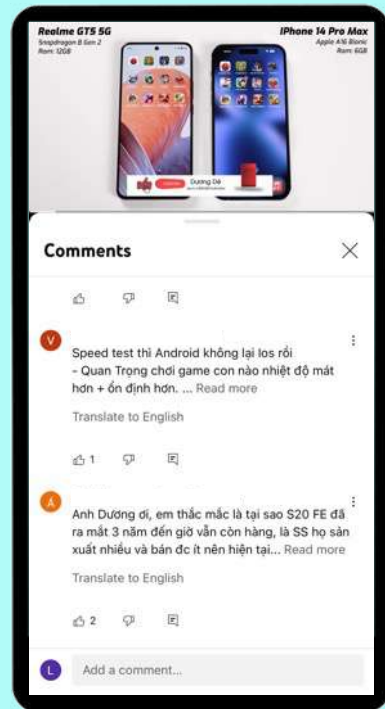 Realme GT5 5G
Snapdragon 8 Gen 2
Ram: 12GB
iPhone 14 Pro Max
Apple A16 Bionic
Ram: 6GB
Dương Dê
Comments
V
Speed test thì Android không lại Ios rồi
- Quan Trọng chơi game con nào nhiệt độ mát
hơn + ổn định hơn. ... Read more
Translate to English
1
Á
Anh Dương ơi, em thắc mắc là tại sao S20 FE đã
ra mắt 3 năm đến giờ vẫn còn hàng, là SS họ sản
xuất nhiều và bán đc ít nên hiện tại... Read more
Translate to English
2
L
Add a comment...